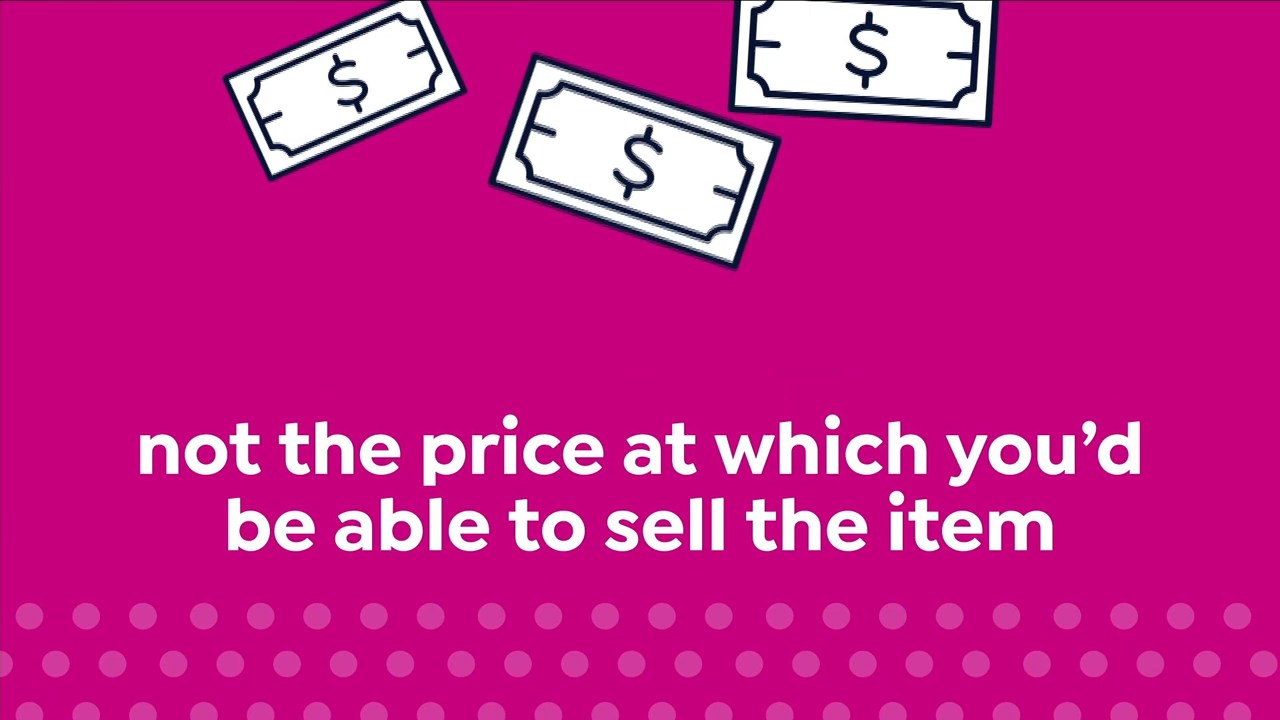 $
$
$
not the price at which you’d
be able to sell the item